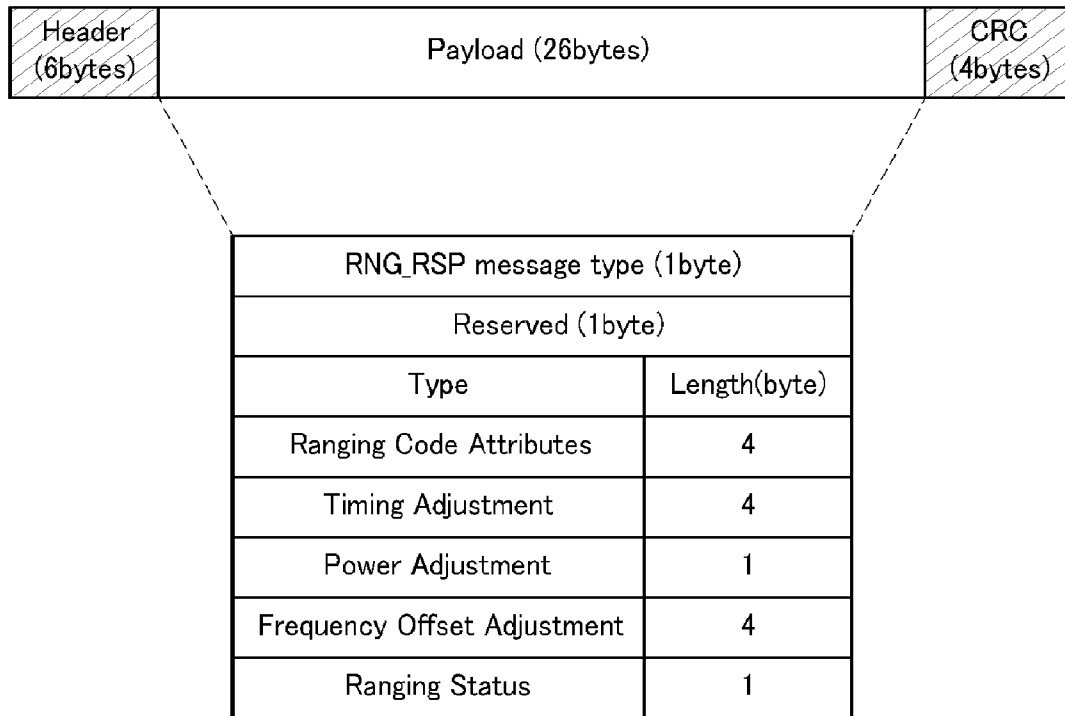 Header
(6bytes)
Payload (26bytes)
CRC
(4bytes)
RNG_RSP message type (1byte)
Reserved (1byte)
Type Length(byte)
Ranging Code Attributes 4
Timing Adjustment 4
Power Adjustment 1
Frequency Offset Adjustment 4
Ranging Status 1